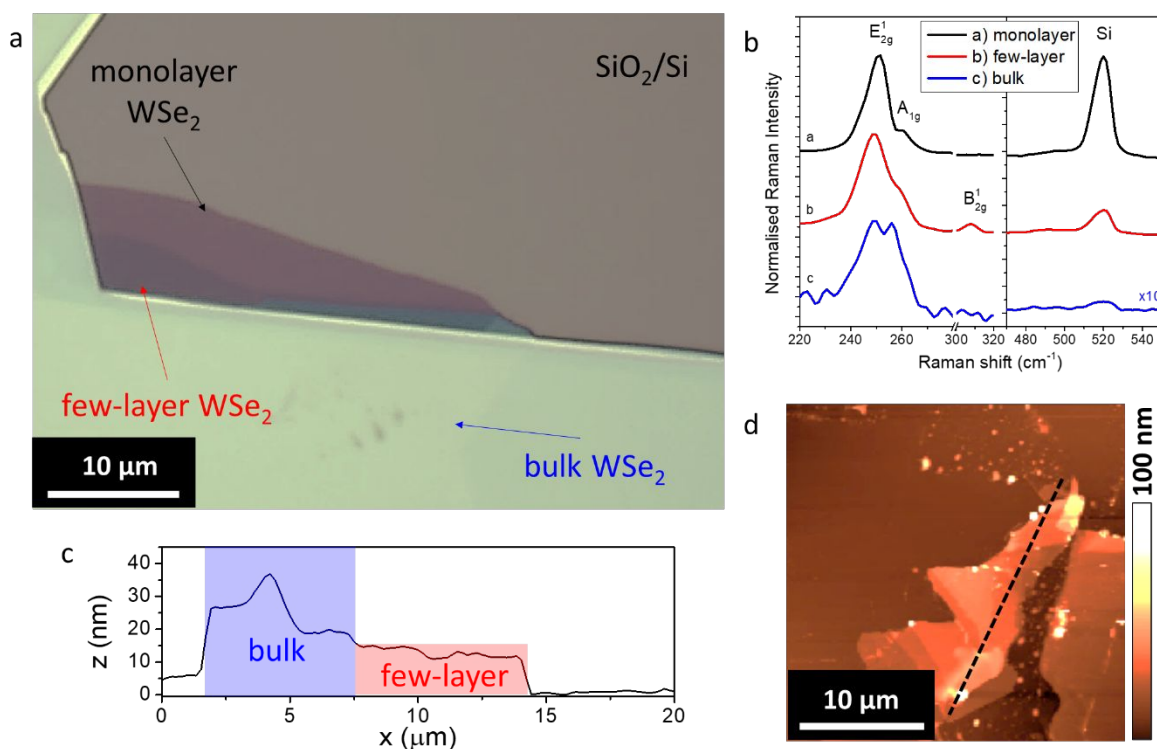 a
monolayer
WSe₂
SiO₂/Si
few-layer WSe₂
bulk WSe₂
10 μm
b
Normalised Raman Intensity
E¹₂g
A₁g
B¹₂g
Si
a) monolayer
b) few-layer
c) bulk
a
b
c
x10
220 240 260 280 300 320 480 500 520 540
Raman shift (cm⁻¹)
c
z (nm)
40
30
20
10
0
bulk
few-layer
0 5 10 15 20
x (μm)
d
10 μm
100 nm